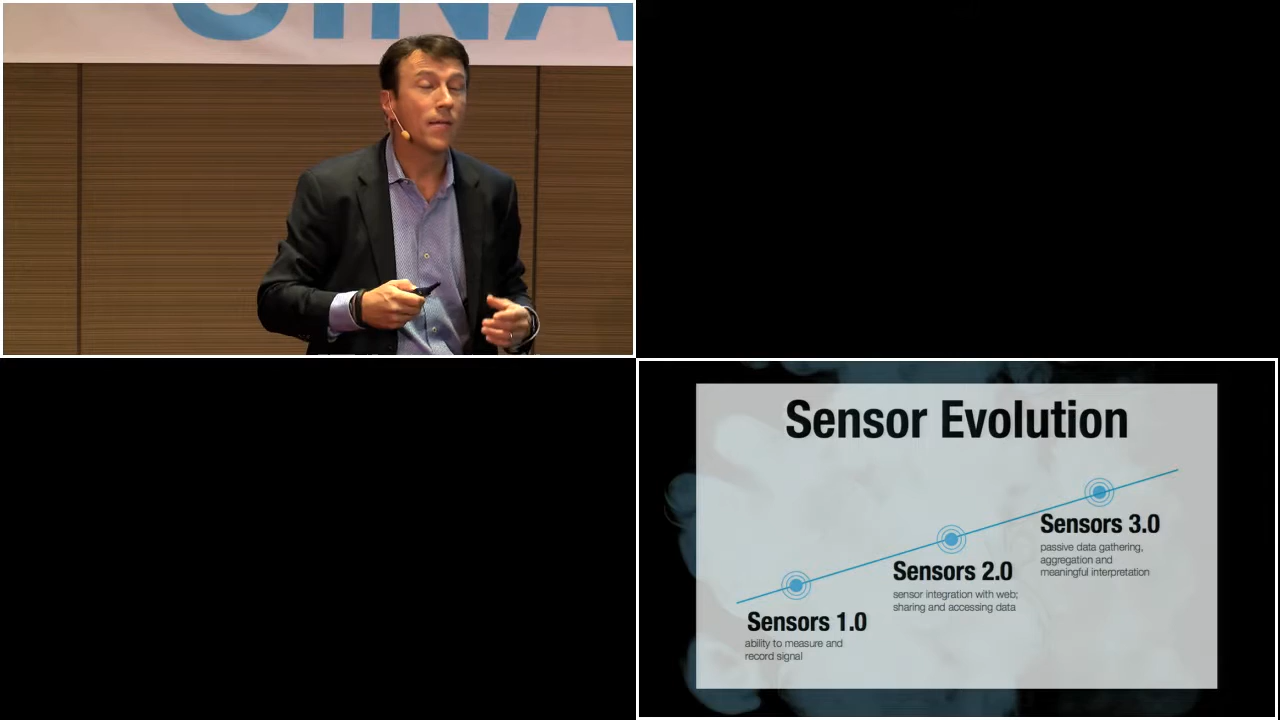 Sensor Evolution
Sensors 3.0
passive data gathering,
aggregation and
meaningful interpretation
Sensors 2.0
sensor integration with web;
sharing and accessing data
Sensors 1.0
ability to measure and
record signal